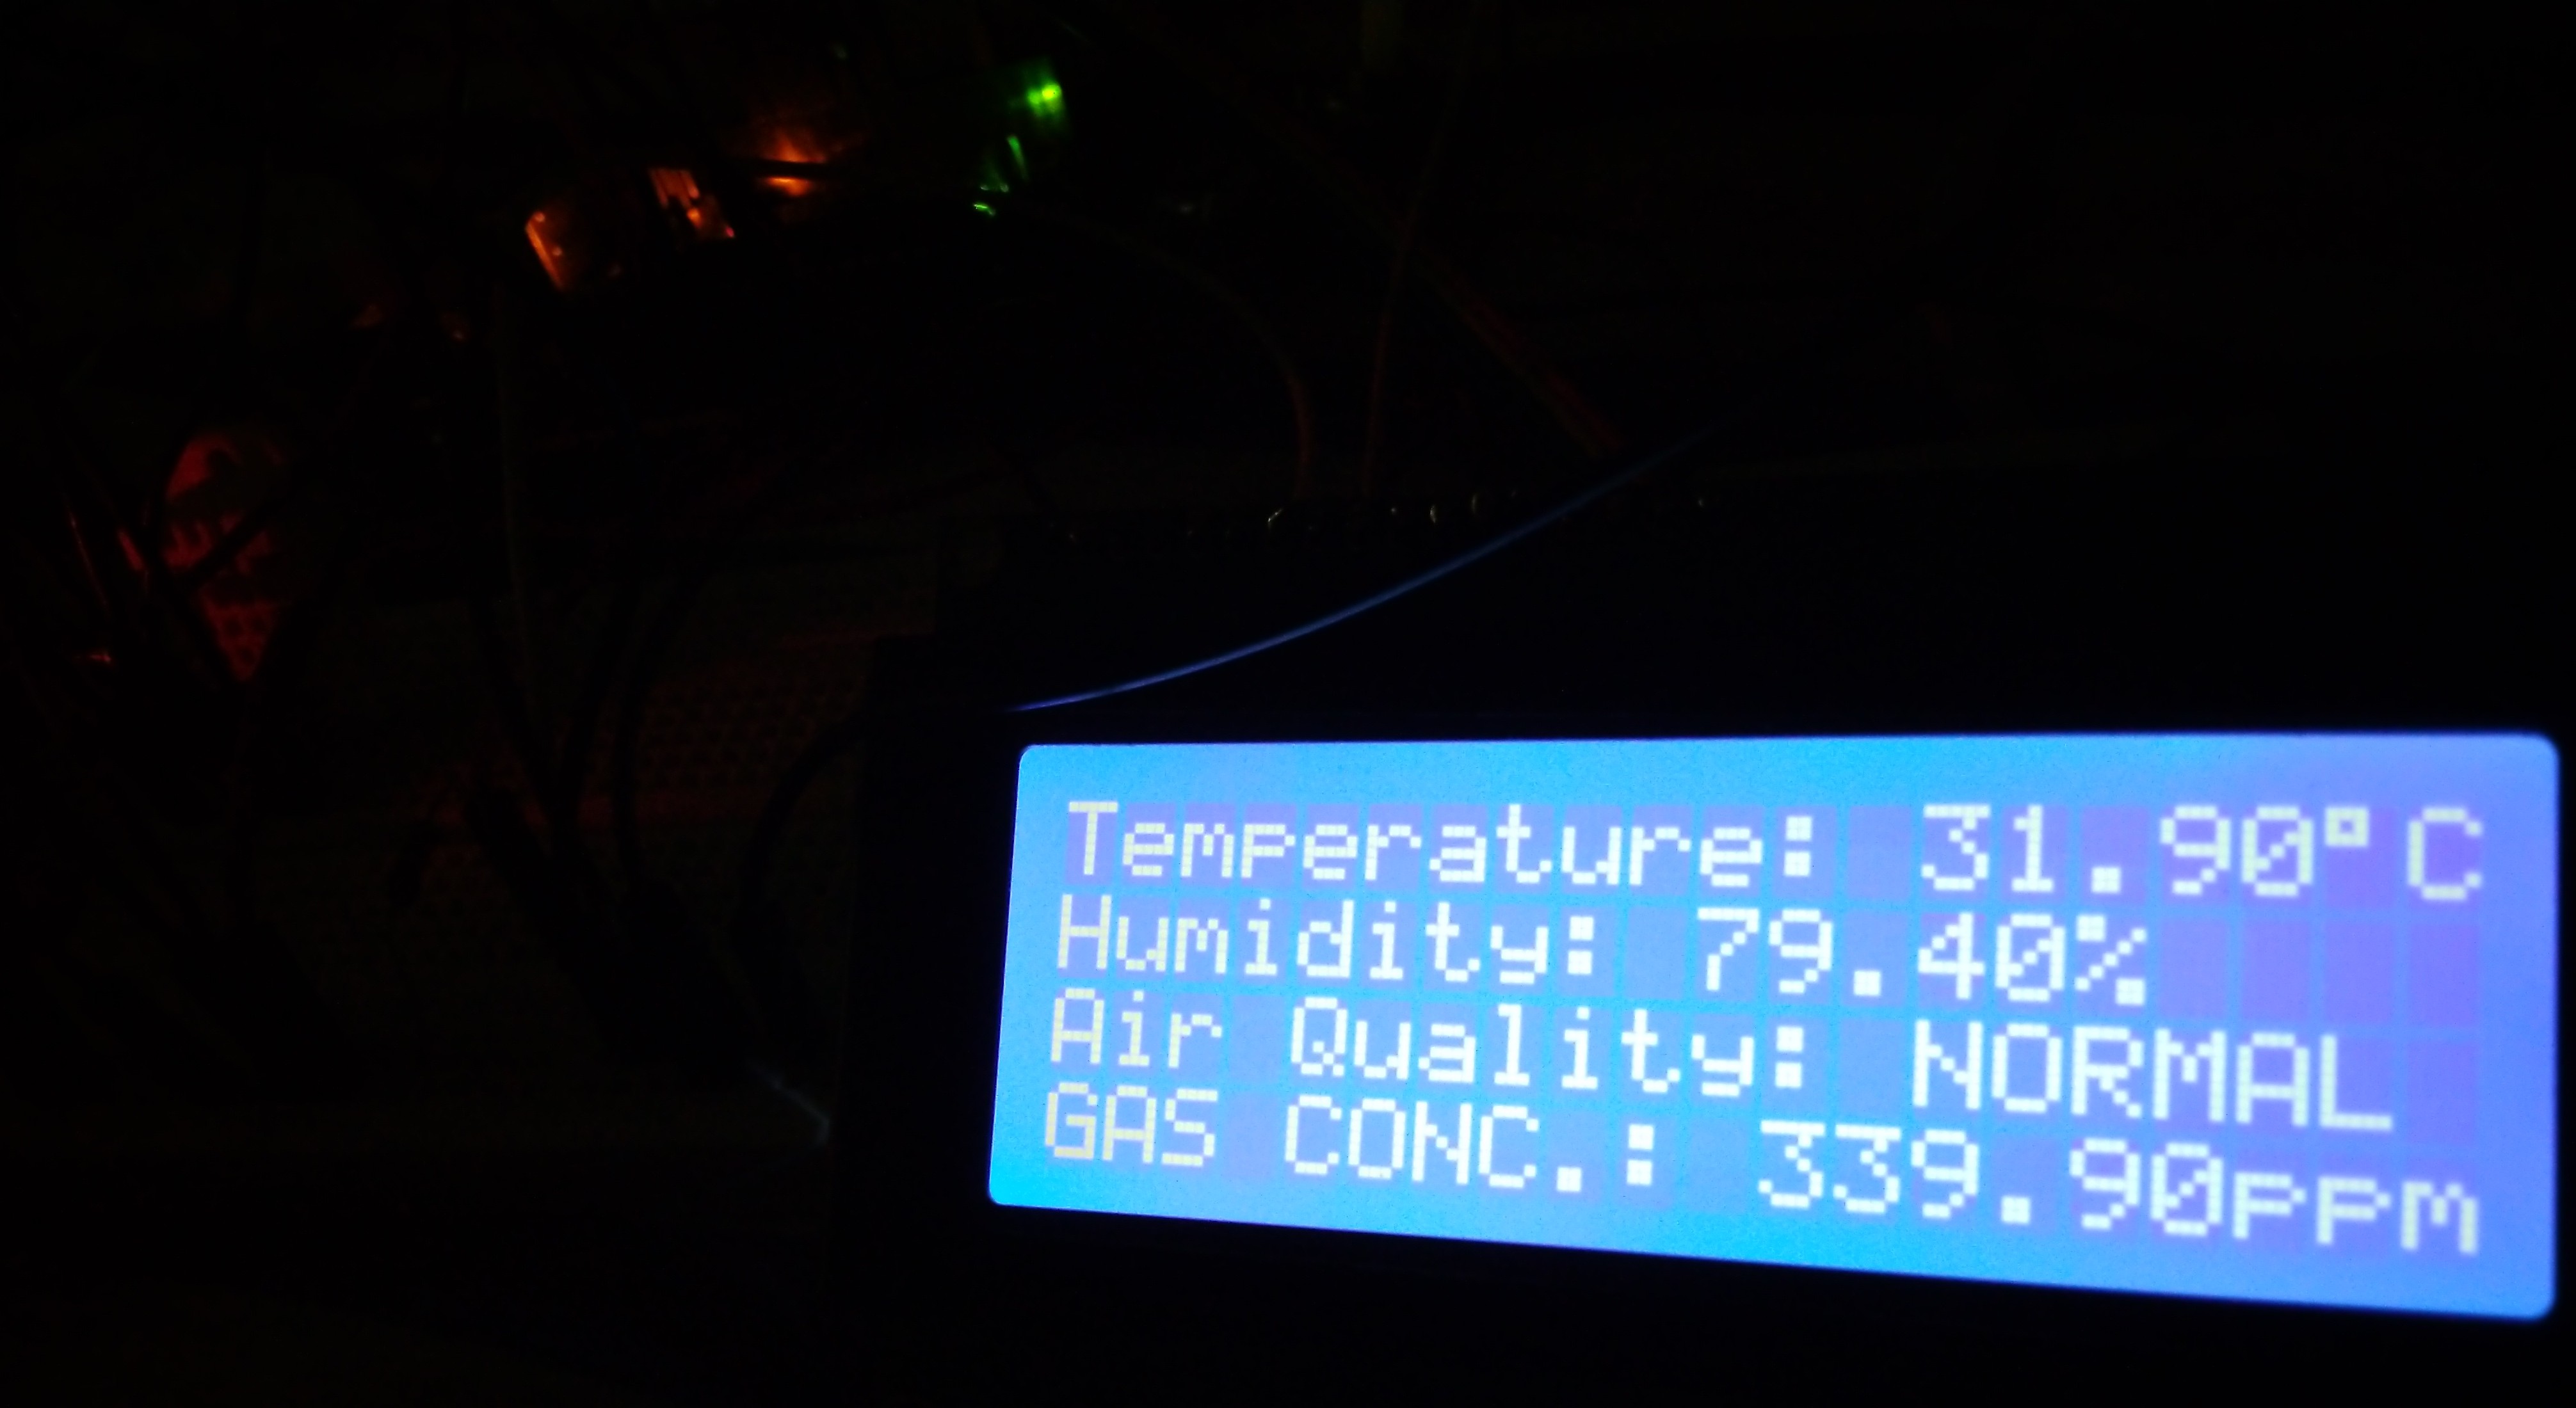 Temperature: 31.90°C
Humidity: 79.40%
Air Quality: NORMAL
GAS CONC.: 339.90ppm